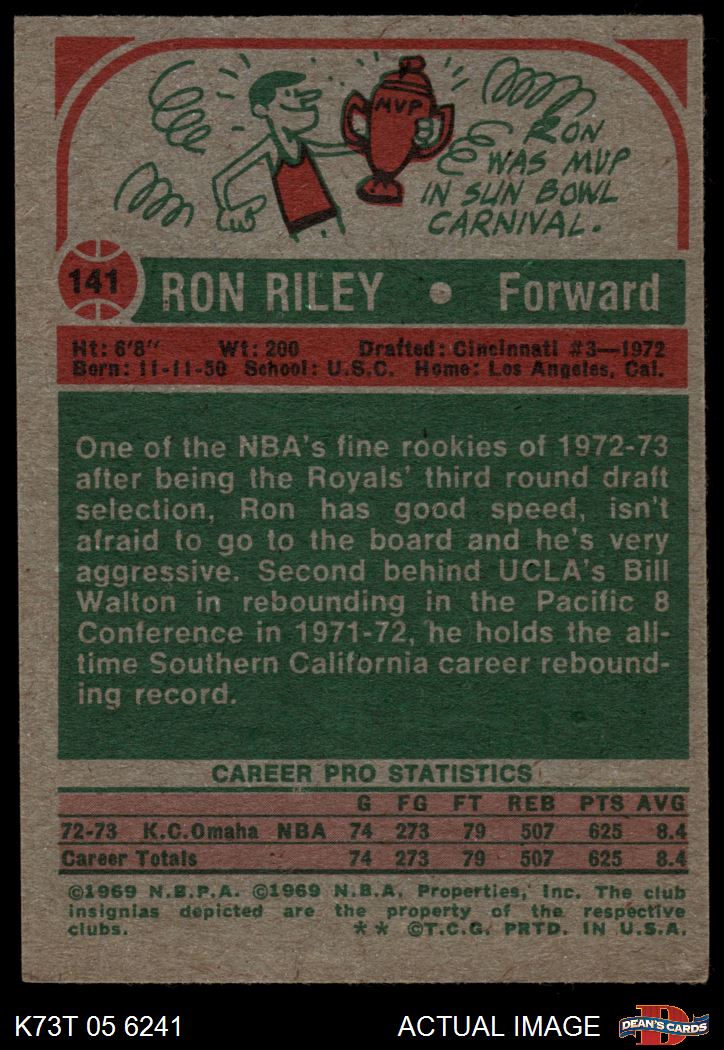 MVP
RON
WAS MVP
IN SUN BOWL
CARNIVAL.
141
RON RILEY • Forward
Ht: 6'8" Wt: 200 Drafted: Cincinnati #3—1972
Born: 11-11-50 School: U.S.C. Home: Los Angeles, Cal.
One of the NBA's fine rookies of 1972-73
after being the Royals' third round draft
selection, Ron has good speed, isn't
afraid to go to the board and he's very
aggressive. Second behind UCLA's Bill
Walton in rebounding in the Pacific 8
Conference in 1971-72, he holds the all-
time Southern California career rebound-
ing record.
CAREER PRO STATISTICS
G FG FT REB PTS AVG
72-73 K.C.Omaha NBA 74 273 79 507 625 8.4
Career Totals 74 273 79 507 625 8.4
©1969 N.B.P.A. ©1969 N.B.A. Properties, Inc. The club
insignias depicted are the property of the respective
clubs. ** ©T.C.G. PRTD. IN U.S.A.
K73T 05 6241 ACTUAL IMAGE
D
DEAN'S CARDS